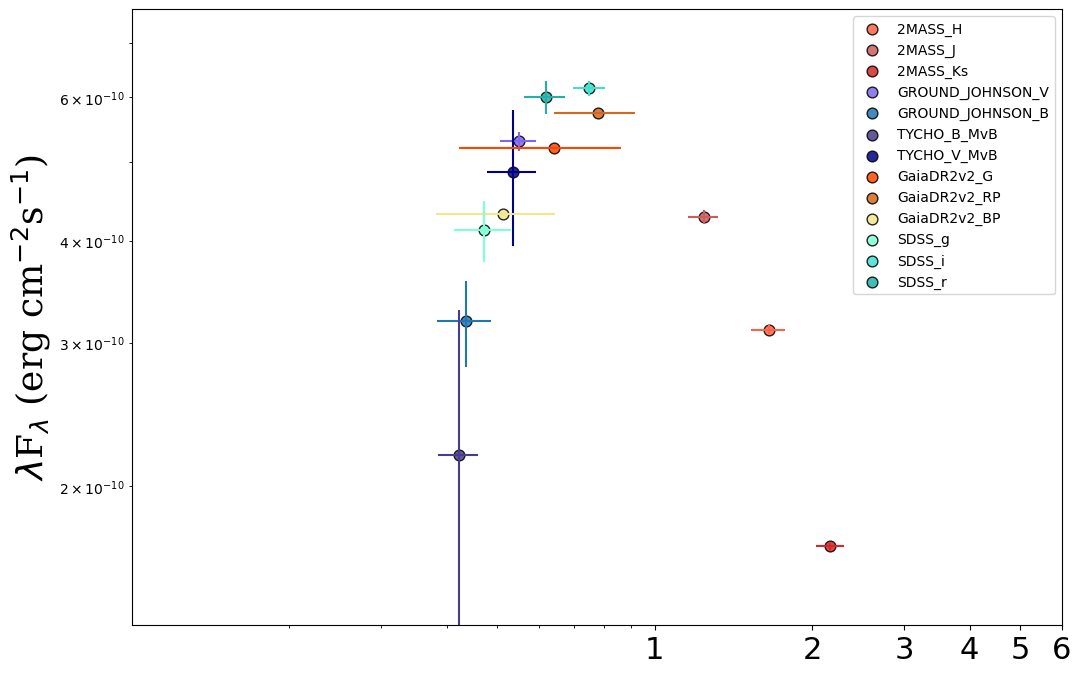 λF_λ (erg cm⁻²s⁻¹)
6 × 10⁻¹⁰
4 × 10⁻¹⁰
3 × 10⁻¹⁰
2 × 10⁻¹⁰
2MASS_H
2MASS_J
2MASS_Ks
GROUND_JOHNSON_V
GROUND_JOHNSON_B
TYCHO_B_MvB
TYCHO_V_MvB
GaiaDR2v2_G
GaiaDR2v2_RP
GaiaDR2v2_BP
SDSS_g
SDSS_i
SDSS_r
1 2 3 4 5 6